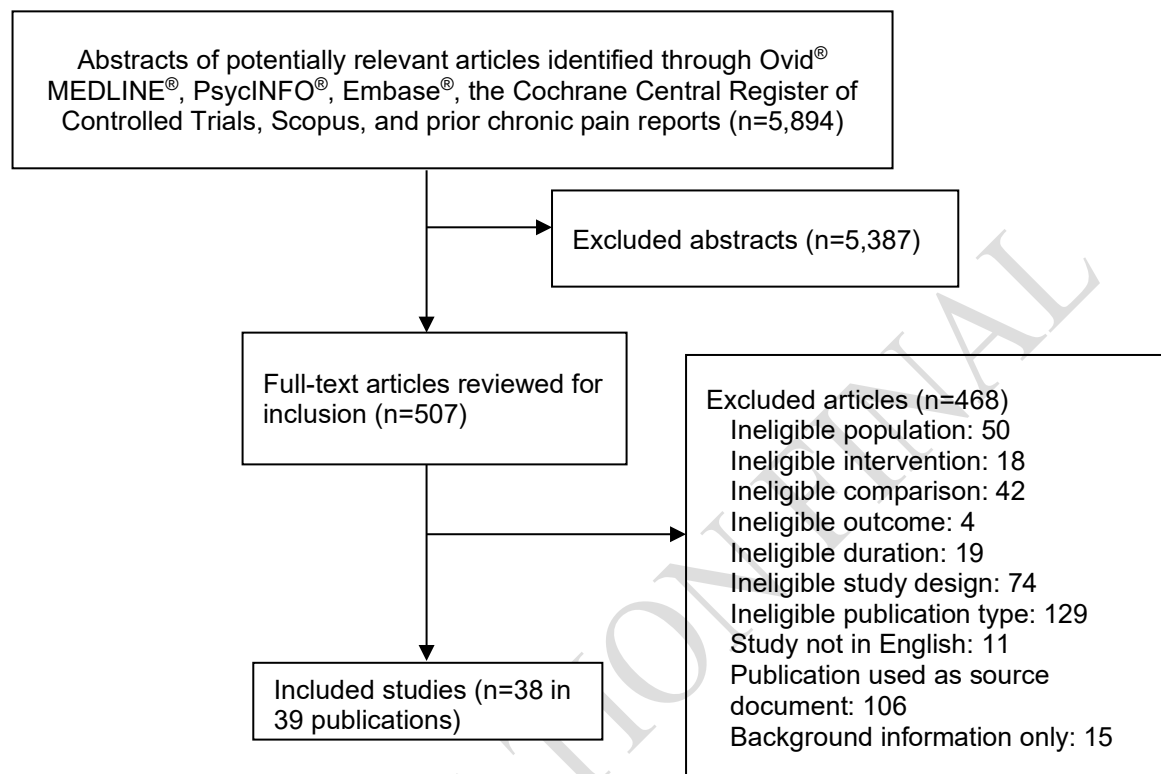 Abstracts of potentially relevant articles identified through Ovid®
MEDLINE®, PsycINFO®, Embase®, the Cochrane Central Register of
Controlled Trials, Scopus, and prior chronic pain reports (n=5,894)
Excluded abstracts (n=5,387)
Full-text articles reviewed for
inclusion (n=507)
Excluded articles (n=468)
Ineligible population: 50
Ineligible intervention: 18
Ineligible comparison: 42
Ineligible outcome: 4
Ineligible duration: 19
Ineligible study design: 74
Ineligible publication type: 129
Study not in English: 11
Publication used as source
document: 106
Background information only: 15
Included studies (n=38 in
39 publications)
TION FINAL